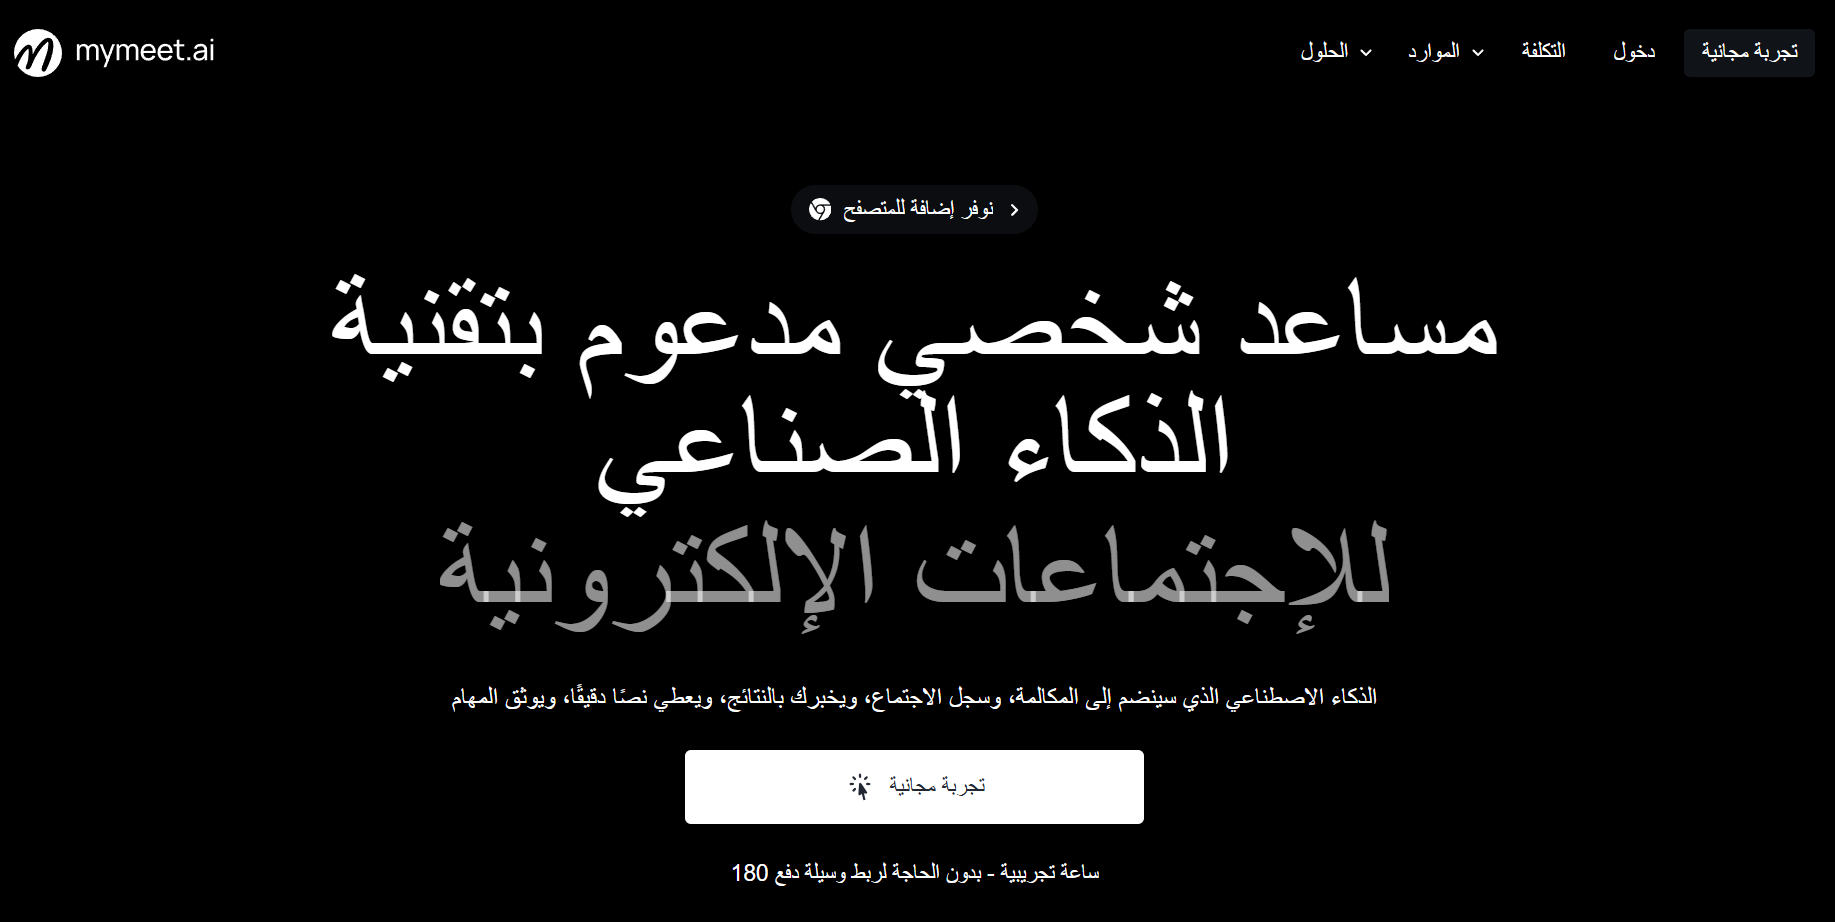 mymeet.ai
الحلول
الموارد
التكلفة
دخول
تجربة مجانية
نوفر إضافة للمتصفح
مساعد شخصي مدعوم بتقنية
الذكاء الصناعي
للإجتماعات الإلكترونية
الذكاء الاصطناعي الذي سينضم إلى المكالمة، وسجل الاجتماع، ويخبرك بالنتائج، ويعطي نصًا دقيقًا، ويوثق المهام
تجربة مجانية
ساعة تجريبية - بدون الحاجة لربط وسيلة دفع 180